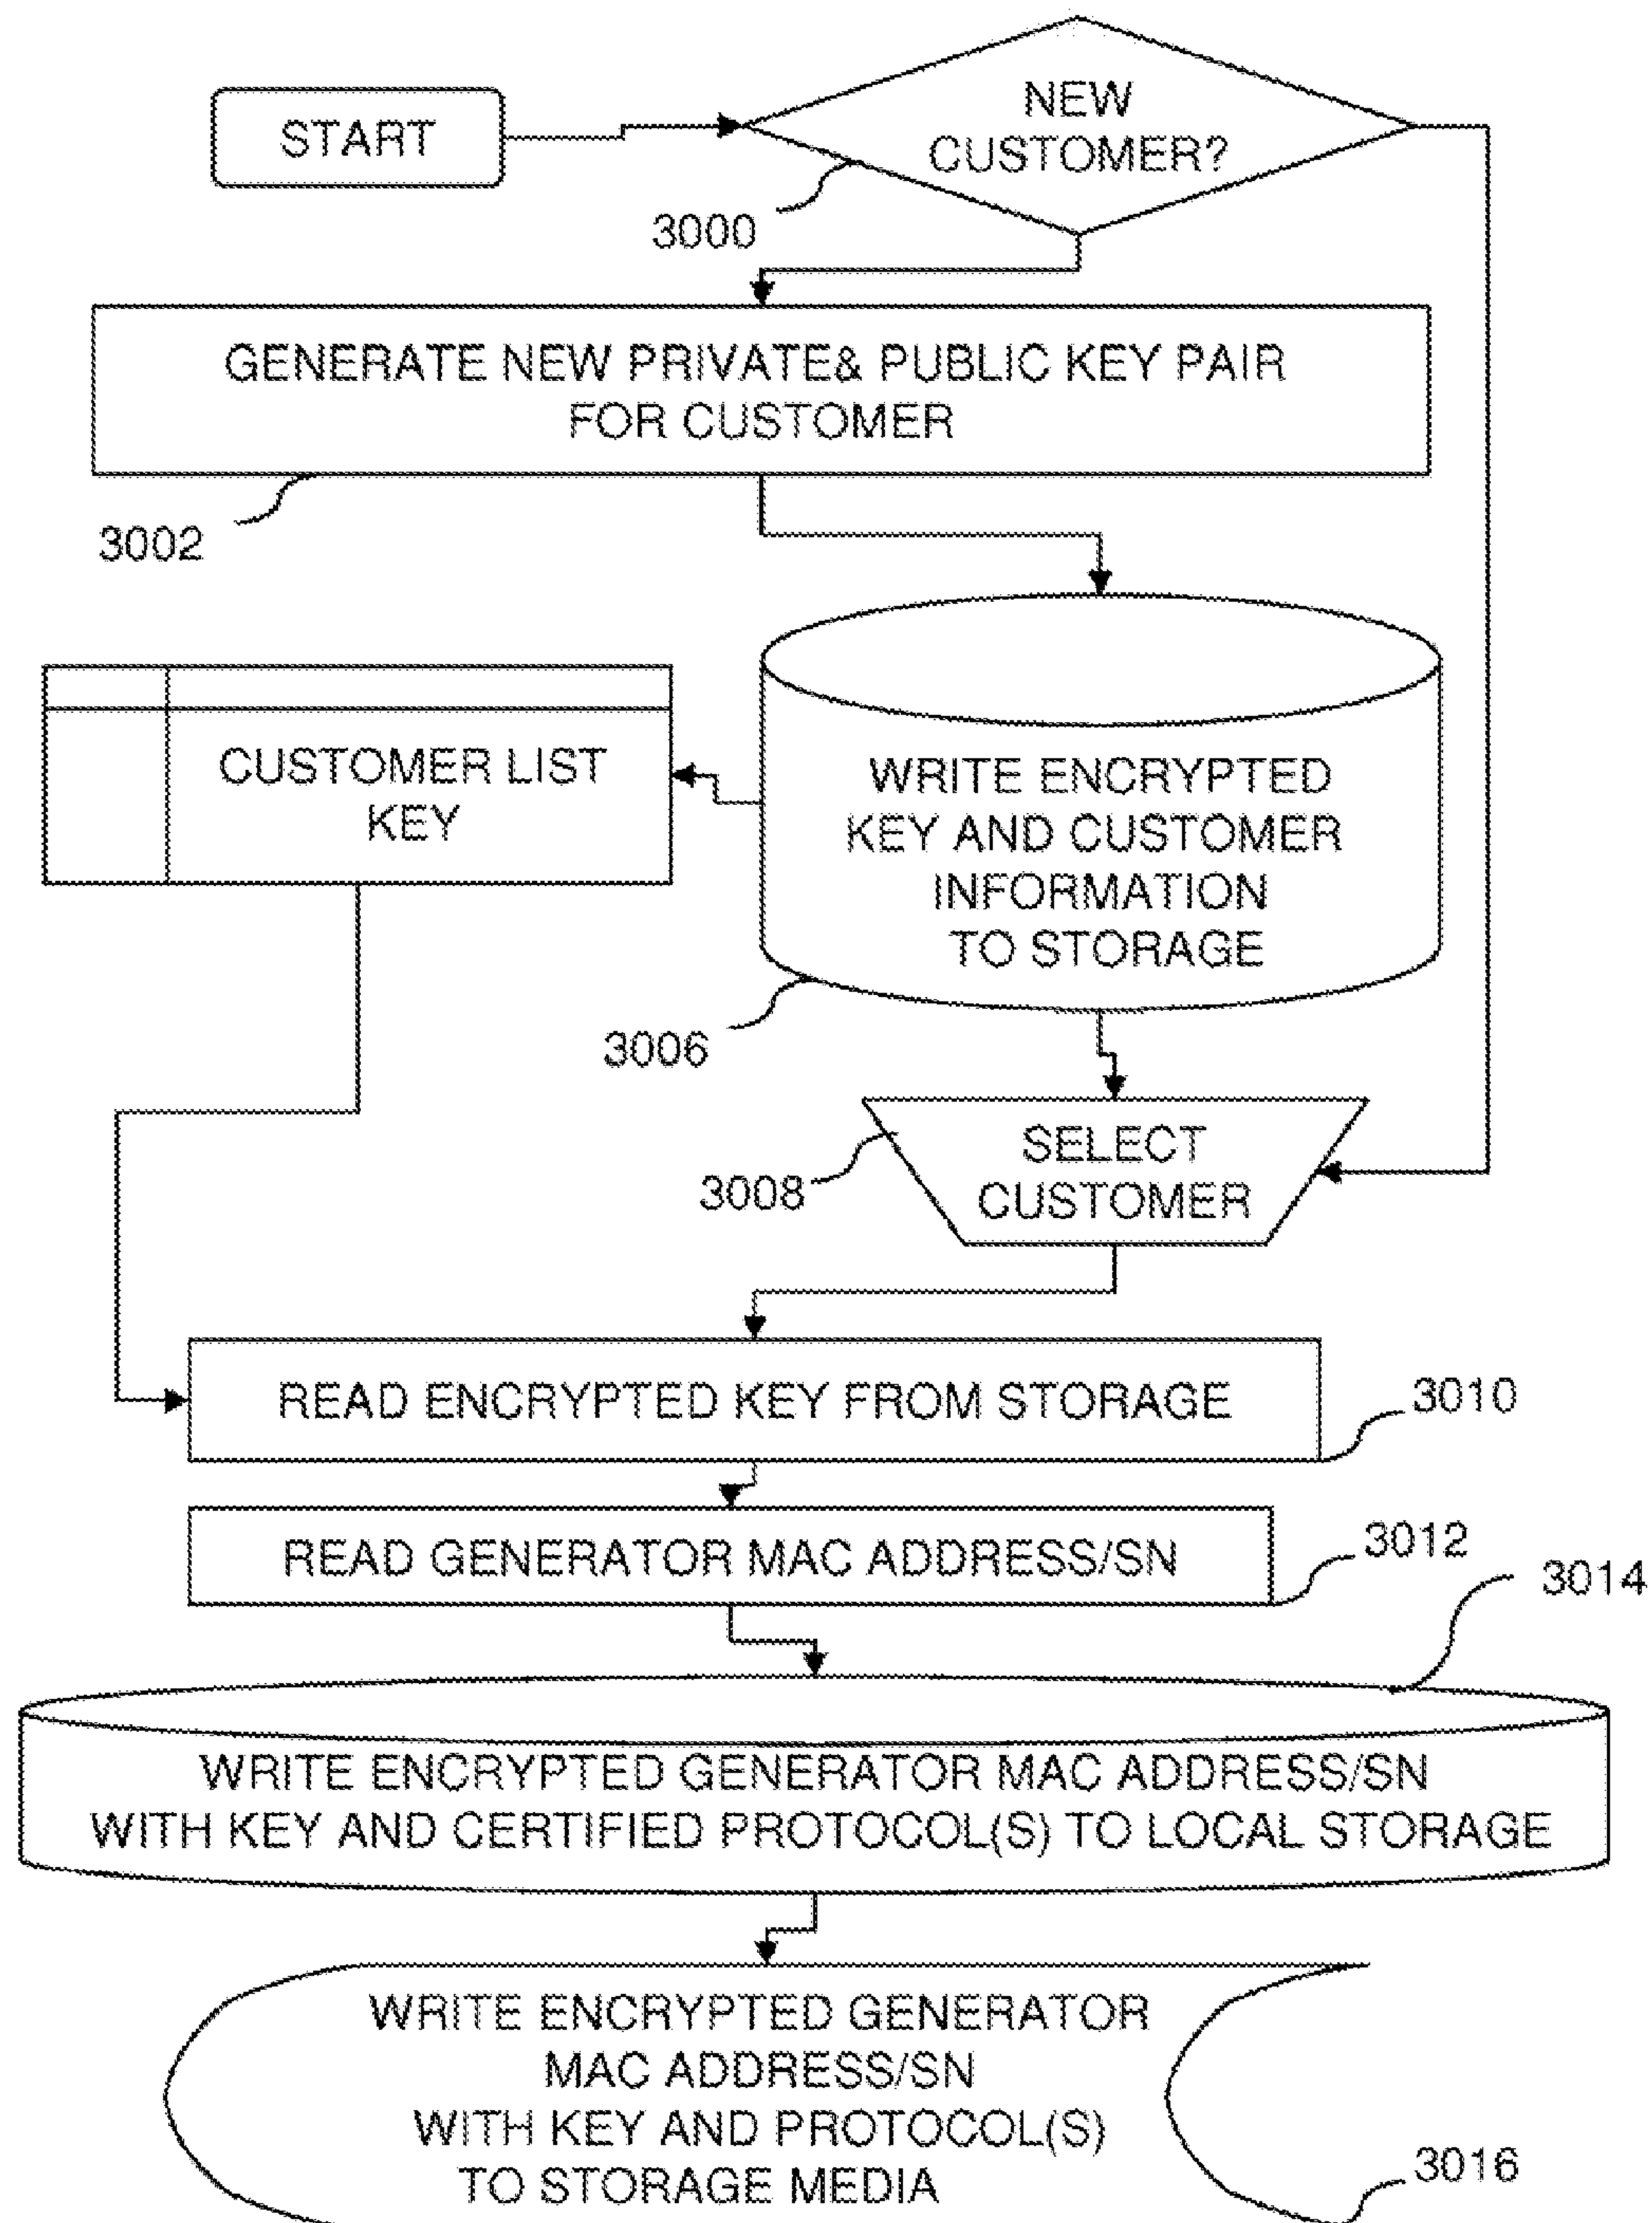 START
NEW
CUSTOMER?
3000
GENERATE NEW PRIVATE& PUBLIC KEY PAIR
FOR CUSTOMER
3002
CUSTOMER LIST
KEY
WRITE ENCRYPTED
KEY AND CUSTOMER
INFORMATION
TO STORAGE
3006
SELECT
CUSTOMER
3008
READ ENCRYPTED KEY FROM STORAGE
3010
READ GENERATOR MAC ADDRESS/SN
3012
3014
WRITE ENCRYPTED GENERATOR MAC ADDRESS/SN
WITH KEY AND CERTIFIED PROTOCOL(S) TO LOCAL STORAGE
WRITE ENCRYPTED GENERATOR
MAC ADDRESS/SN
WITH KEY AND PROTOCOL(S)
TO STORAGE MEDIA
3016